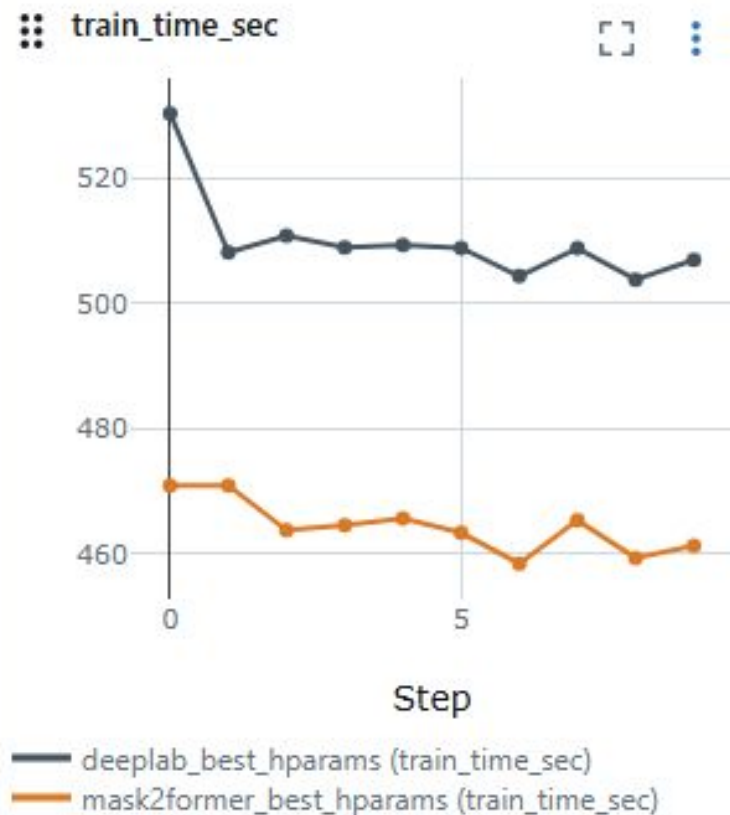 train_time_sec
520
500
480
460
0
5
Step
deeplab_best_hparams (train_time_sec)
mask2former_best_hparams (train_time_sec)